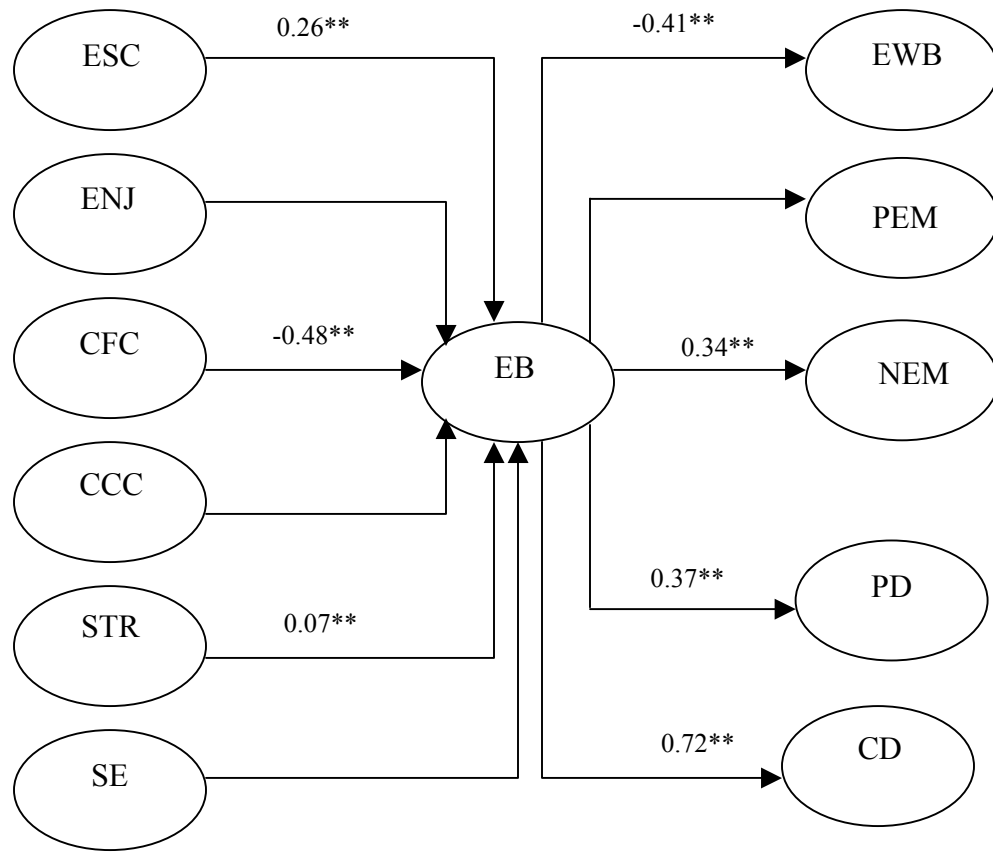 ESC
0.26**
-0.41**
EWB
ENJ
PEM
CFC
-0.48**
EB
0.34**
NEM
CCC
STR
0.07**
0.37**
PD
SE
0.72**
CD